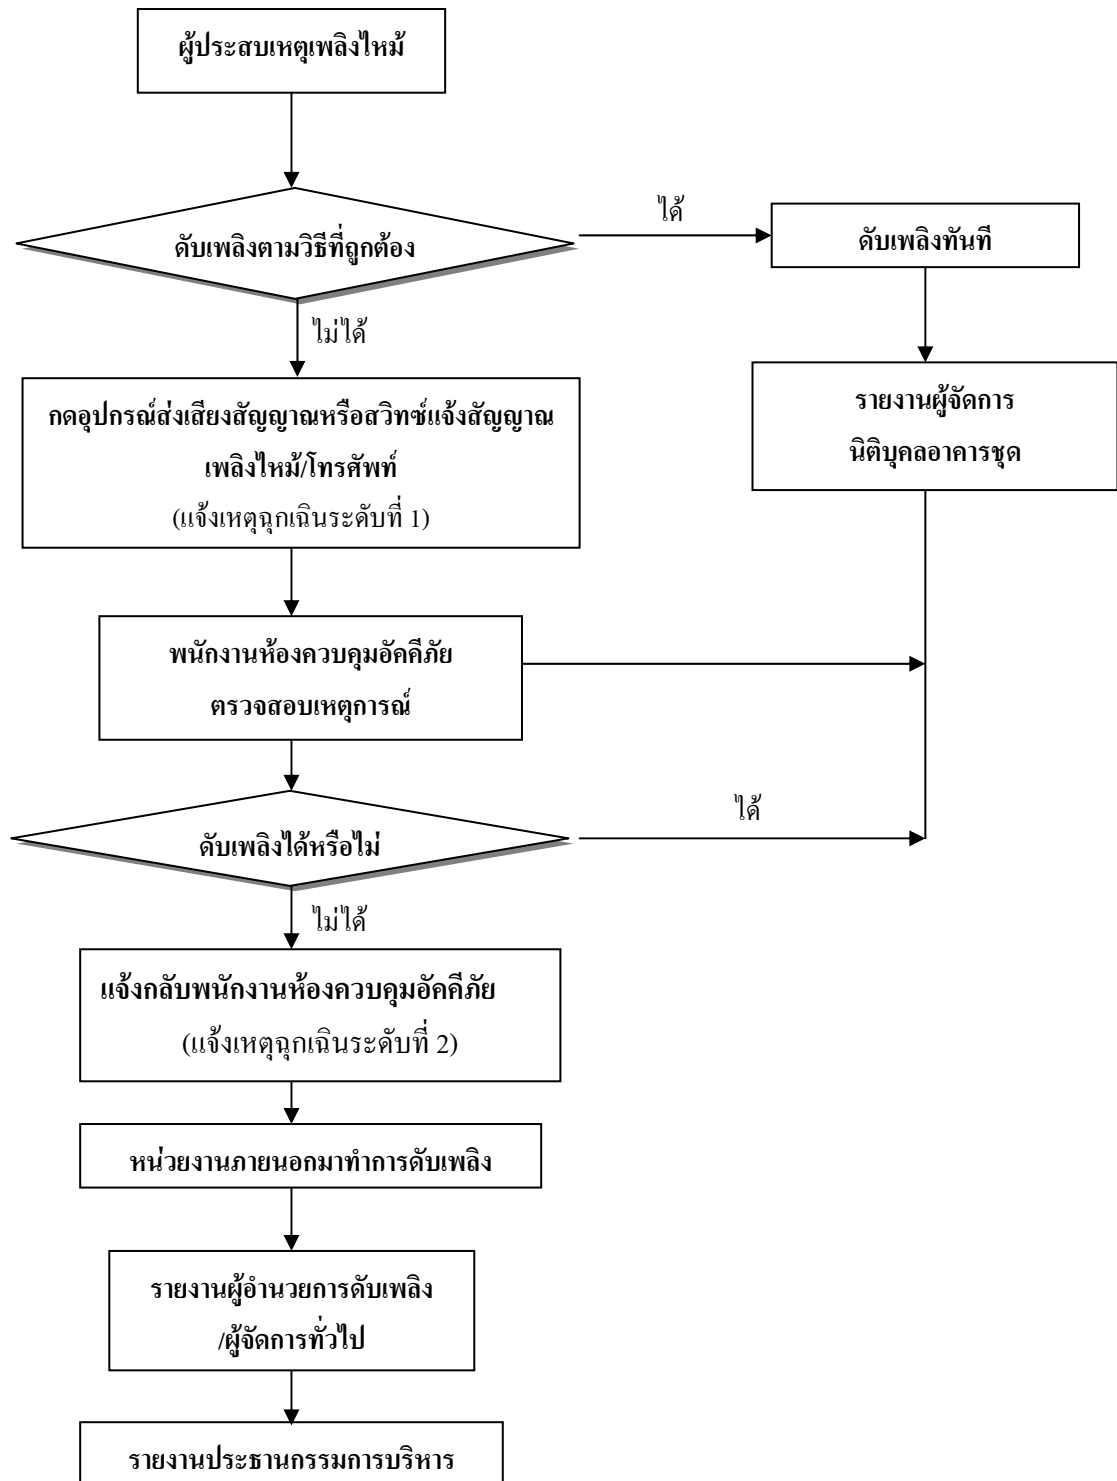 ผู้ประสบเหตุเพลิงไหม้
ดับเพลิงตามวิธีที่ถูกต้อง
ได้
ดับเพลิงทันที
ไม่ได้
กดอุปกรณ์ส่งเสียงสัญญาณหรือสวิทซ์แจ้งสัญญาณ
เพลิงไหม้/โทรศัพท์
(แจ้งเหตุฉุกเฉินระดับที่ 1)
รายงานผู้จัดการ
นิติบุคลอาคารชุด
พนักงานห้องควบคุมอัคคีภัย
ตรวจสอบเหตุการณ์
ดับเพลิงได้หรือไม่
ได้
ไม่ได้
แจ้งกลับพนักงานห้องควบคุมอัคคีภัย
(แจ้งเหตุฉุกเฉินระดับที่ 2)
หน่วยงานภายนอกมาทำการดับเพลิง
รายงานผู้อำนวยการดับเพลิง
/ผู้จัดการทั่วไป
รายงานประธานกรรมการบริหาร